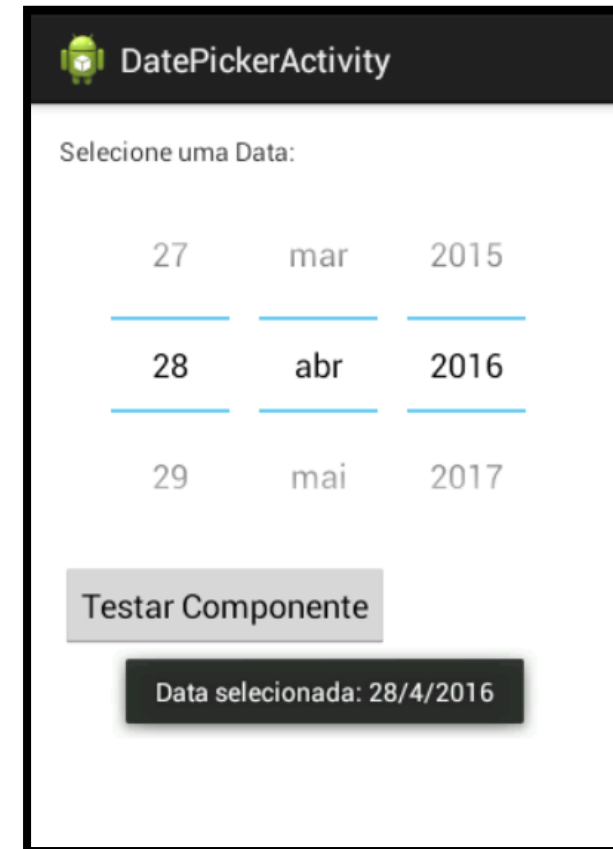 DatePickerActivity
Selecione uma Data:
27 mar 2015
28 abr 2016
29 mai 2017
Testar Componente
Data selecionada: 28/4/2016